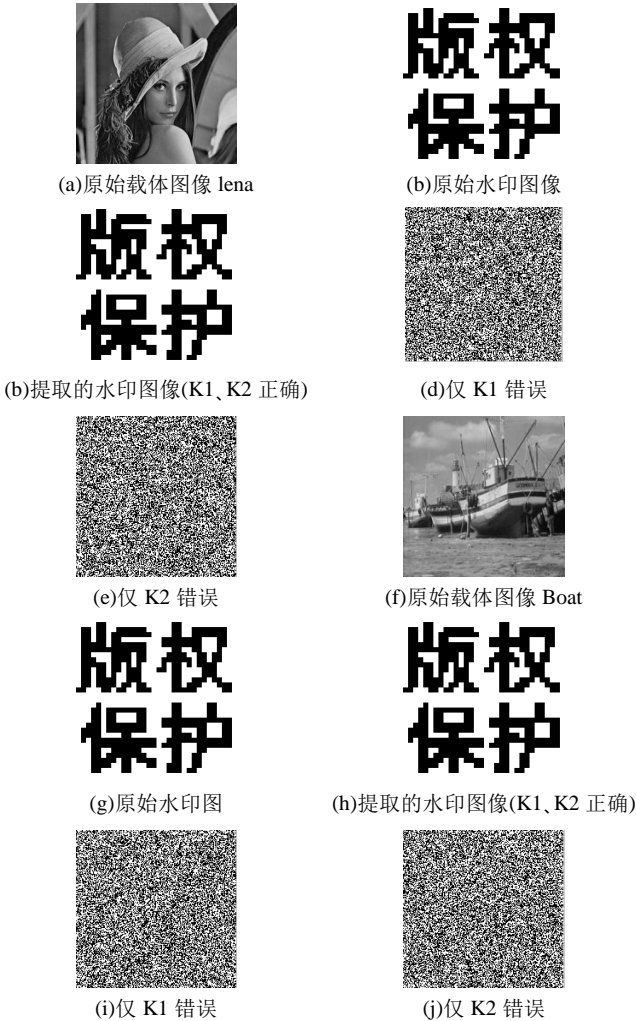 版权
保护
(a)原始载体图像 lena
(b)原始水印图像
版权
保护
(b)提取的水印图像(K1、K2 正确)
(d)仅 K1 错误
(e)仅 K2 错误
(f)原始载体图像 Boat
版权
保护
版权
保护
(g)原始水印图
(h)提取的水印图像(K1、K2 正确)
(i)仅 K1 错误
(j)仅 K2 错误